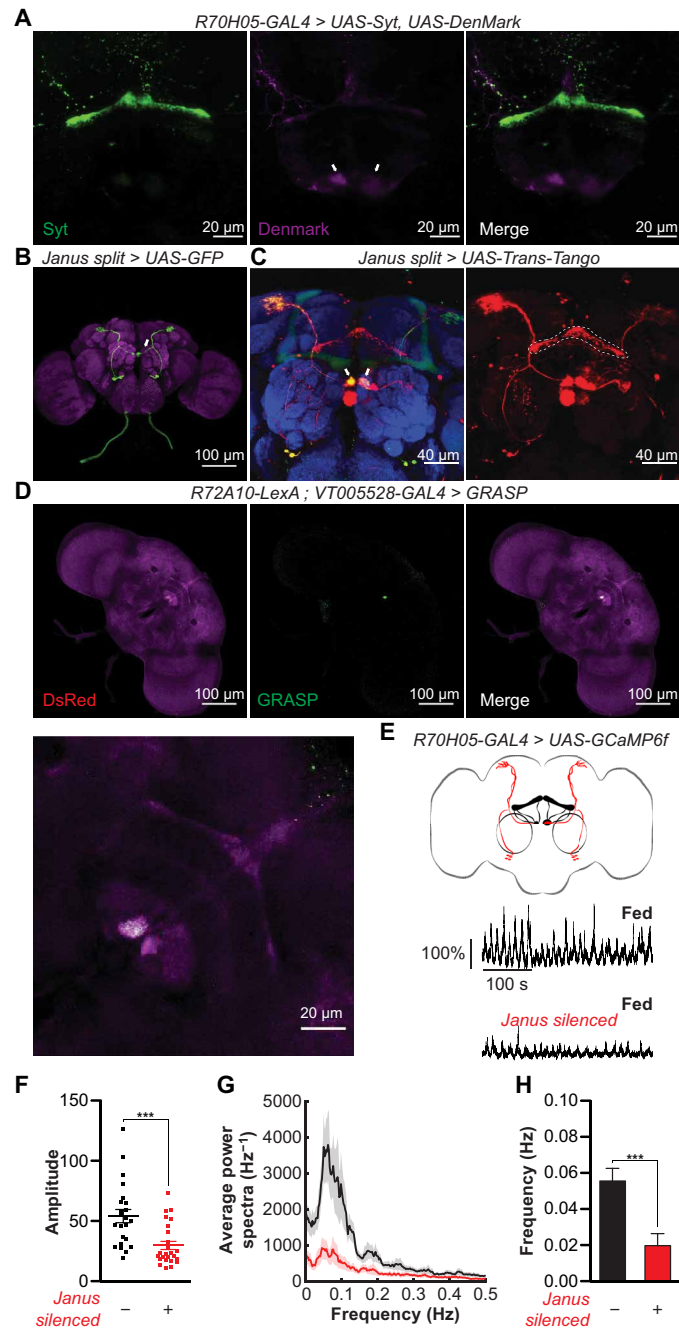 A R70H05-GAL4 > UAS-Syt, UAS-DenMark
Syt 20 µm Denmark 20 µm Merge 20 µm
B Janus split > UAS-GFP
100 µm
C Janus split > UAS-Trans-Tango
40 µm 40 µm
D R72A10-LexA ; VT005528-GAL4 > GRASP
DsRed 100 µm GRASP 100 µm Merge 100 µm
20 µm
E R70H05-GAL4 > UAS-GCaMP6f
Fed
100%
100 s
Fed
Janus silenced
F
Amplitude
150
100
50
0
***
Janus silenced − +
G
Average power
spectra (Hz⁻¹)
5000
4000
3000
2000
1000
0
0 0.1 0.2 0.3 0.4 0.5
Frequency (Hz)
H
Frequency (Hz)
0.10
0.08
0.06
0.04
0.02
0.00
***
Janus silenced − +